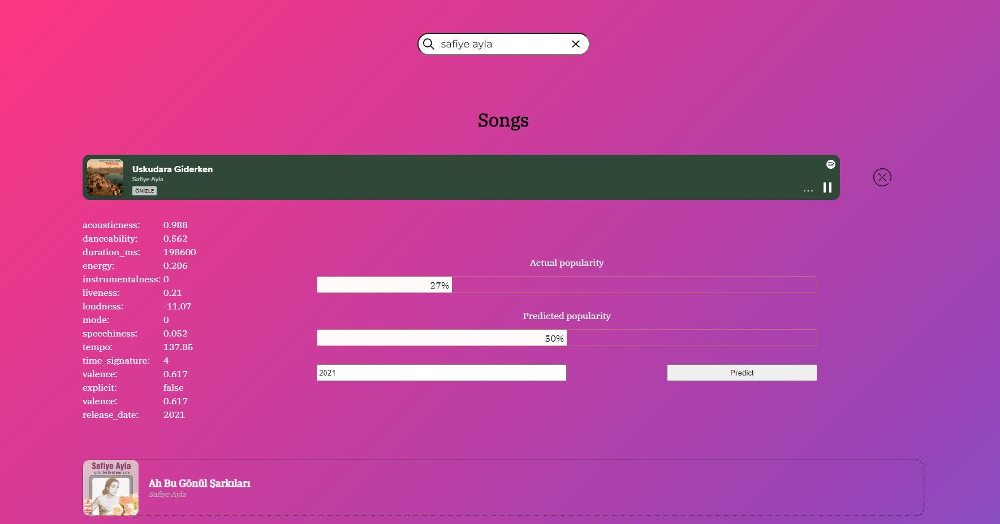 safiye ayla
Songs
TURKEY
Uskudara Giderken
Safiye Ayla
ÖNİZLE
acousticness: 0.988
danceability: 0.562
duration_ms: 198600
energy: 0.206
instrumentalness: 0
liveness: 0.21
loudness: -11.07
mode: 0
speechiness: 0.052
tempo: 137.85
time_signature: 4
valence: 0.617
explicit: false
valence: 0.617
release_date: 2021
Actual popularity
27%
Predicted popularity
50%
2021
Predict
Safiye Ayla
çile bülbülüm çile
Ah Bu Gönül Şarkıları
Safiye Ayla